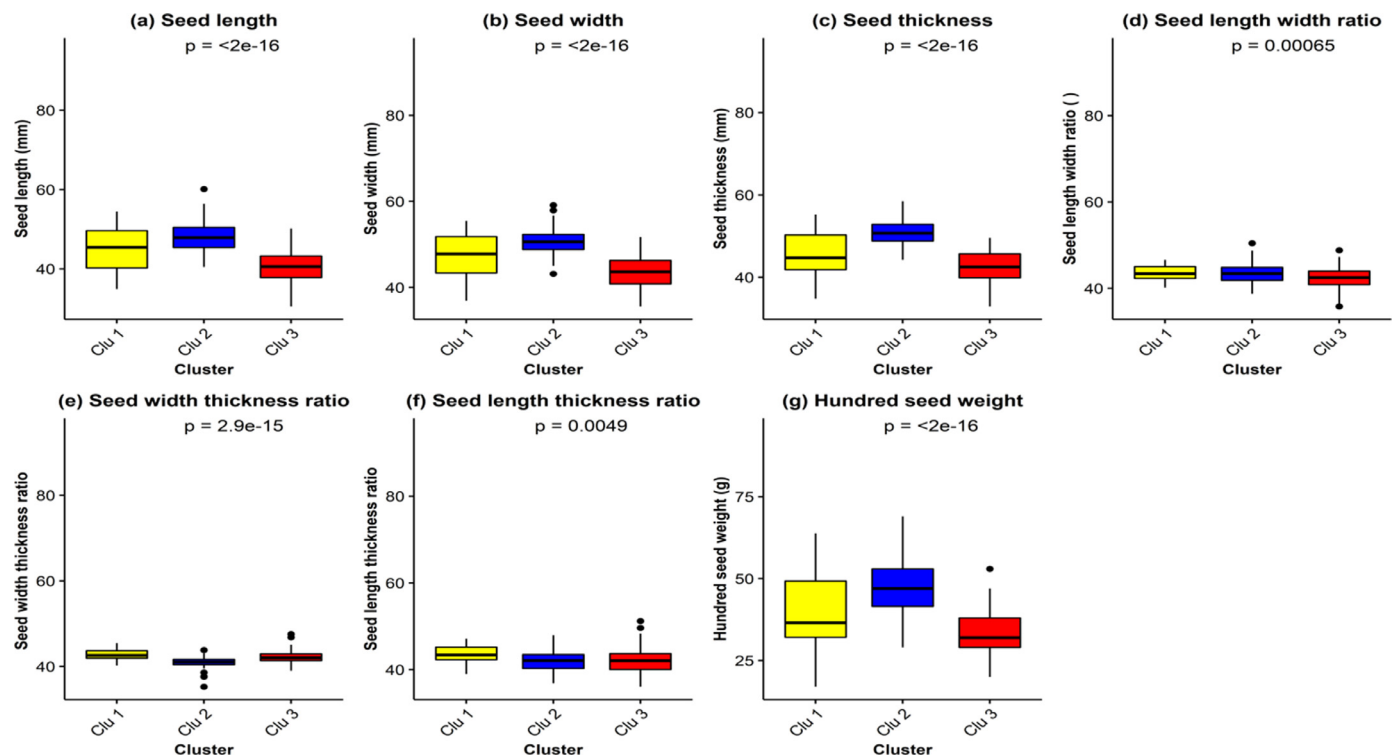 (a) Seed length
p = <2e-16
Seed length (mm)
80
60
40
Clu 1
Clu 2
Clu 3
Cluster
(b) Seed width
p = <2e-16
Seed width (mm)
80
60
40
Clu 1
Clu 2
Clu 3
Cluster
(c) Seed thickness
p = <2e-16
Seed thickness (mm)
80
60
40
Clu 1
Clu 2
Clu 3
Cluster
(d) Seed length width ratio
p = 0.00065
Seed length width ratio ( )
80
60
40
Clu 1
Clu 2
Clu 3
Cluster
(e) Seed width thickness ratio
p = 2.9e-15
Seed width thickness ratio
80
60
40
Clu 1
Clu 2
Clu 3
Cluster
(f) Seed length thickness ratio
p = 0.0049
Seed length thickness ratio
80
60
40
Clu 1
Clu 2
Clu 3
Cluster
(g) Hundred seed weight
p = <2e-16
Hundred seed weight (g)
75
50
25
Clu 1
Clu 2
Clu 3
Cluster